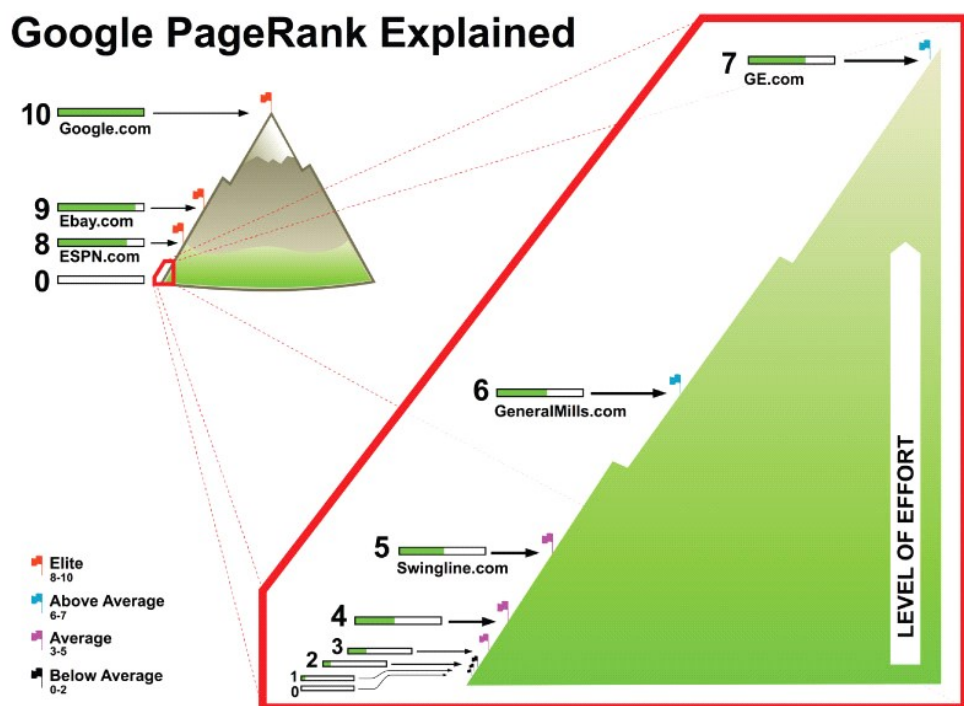 Google PageRank Explained
10
Google.com
9
Ebay.com
8
ESPN.com
0
7
GE.com
6
GeneralMills.com
5
Swingline.com
4
3
2
1
0
LEVEL OF EFFORT
Elite
8-10
Above Average
6-7
Average
3-5
Below Average
0-2